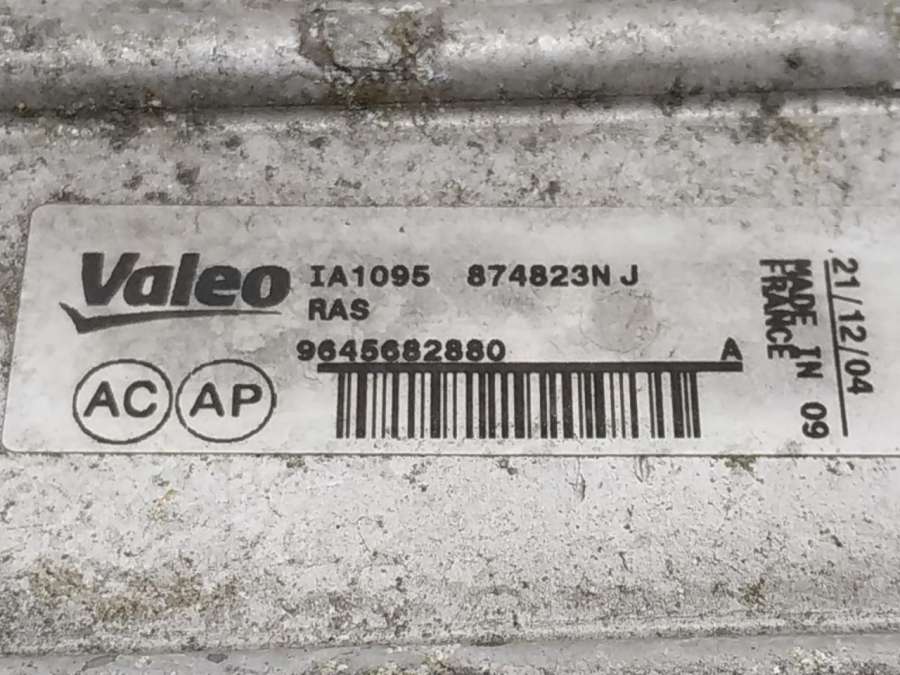 Valeo IA1095 874823N J
RAS
9645682880 A
AC AP
21/12/04
MADE IN 09
FRANCE